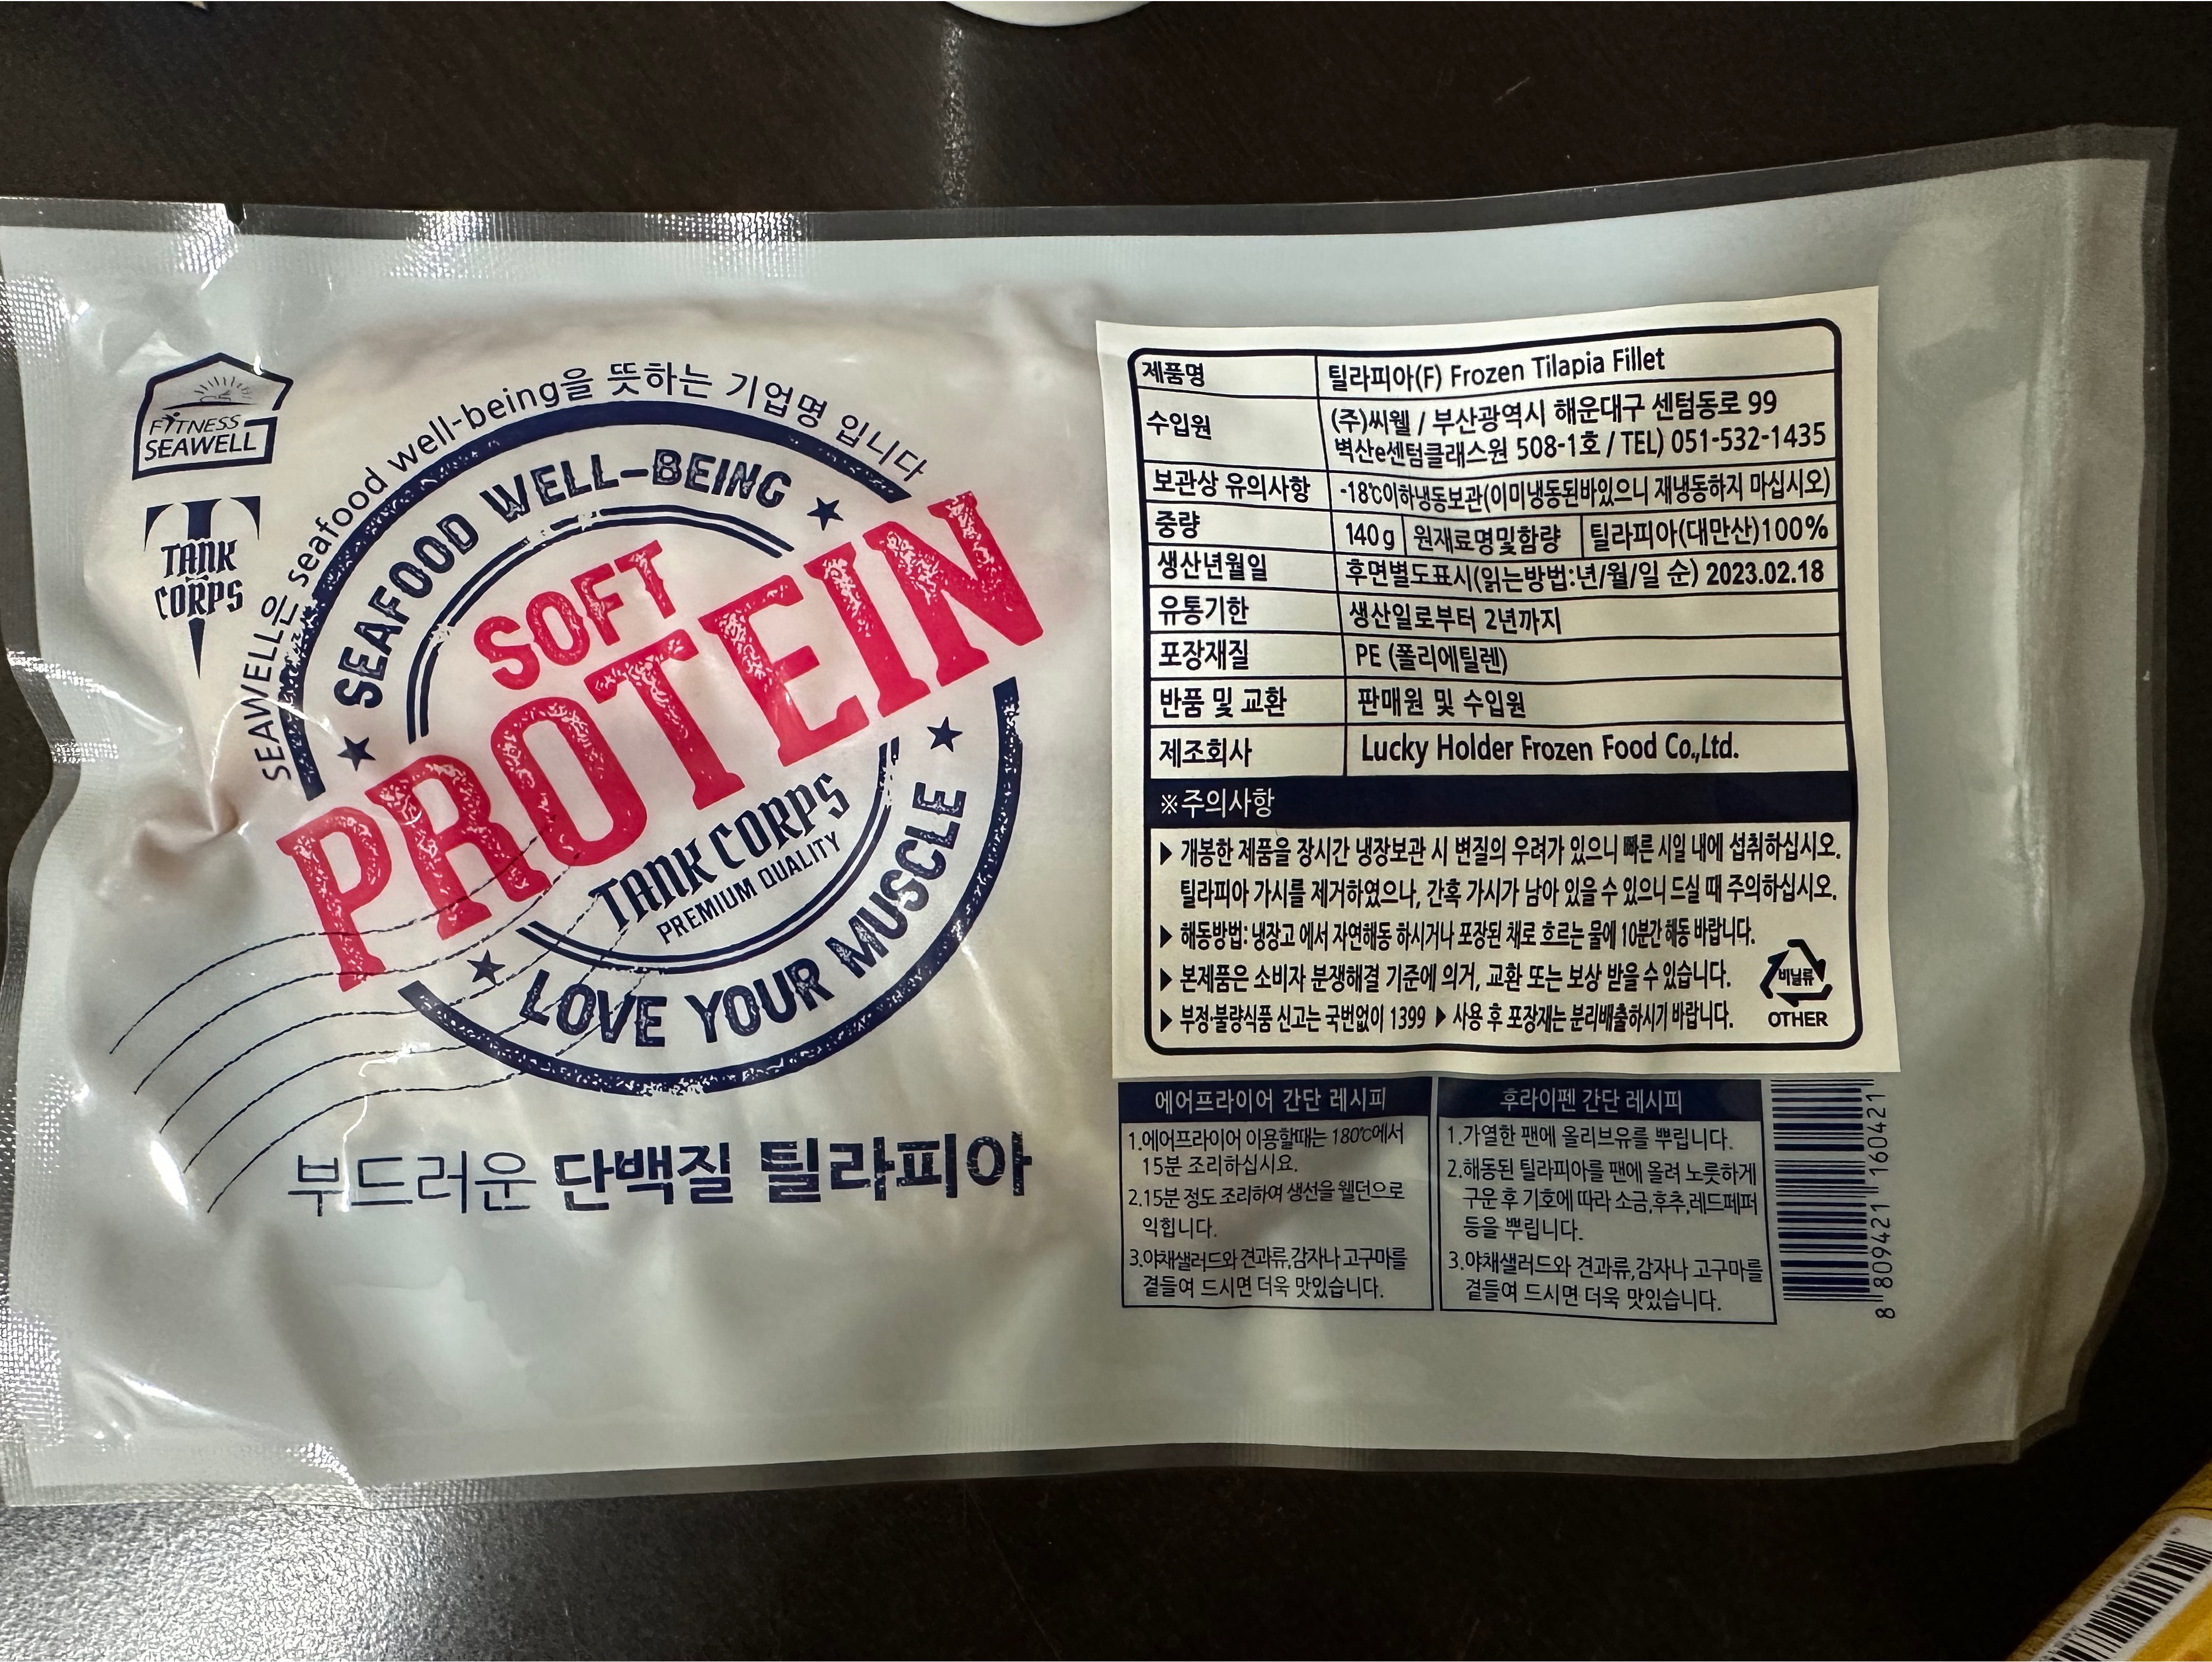 FITNESS
SEAWELL
TANK
CORPS
SEAWELL은 seafood well-being을 뜻하는 기업명 입니다
SEAFOOD WELL-BEING
SOFT
PROTEIN
TANK CORPS
PREMIUM QUALITY
LOVE YOUR MUSCLE
부드러운 단백질 틸라피아
제품명 틸라피아(F) Frozen Tilapia Fillet
수입원 (주)씨웰 / 부산광역시 해운대구 센텀동로 99
벽산e센텀클래스원 508-1호 / TEL) 051-532-1435
보관상 유의사항 -18℃이하냉동보관(이미냉동된바있으니 재냉동하지 마십시오)
중량 140g 원재료명및함량 틸라피아(대만산)100%
생산년월일 후면별도표시(읽는방법:년/월/일 순) 2023.02.18
유통기한 생산일로부터 2년까지
포장재질 PE (폴리에틸렌)
반품 및 교환 판매원 및 수입원
제조회사 Lucky Holder Frozen Food Co.,Ltd.
※주의사항
▶ 개봉한 제품을 장시간 냉장보관 시 변질의 우려가 있으니 빠른 시일 내에 섭취하십시오.
틸라피아 가시를 제거하였으나, 간혹 가시가 남아 있을 수 있으니 드실 때 주의하십시오.
▶ 해동방법: 냉장고 에서 자연해동 하시거나 포장된 채로 흐르는 물에 10분간 해동 바랍니다.
▶ 본제품은 소비자 분쟁해결 기준에 의거, 교환 또는 보상 받을 수 있습니다.
▶ 부정·불량식품 신고는 국번없이 1399 ▶ 사용 후 포장재는 분리배출하시기 바랍니다.
비닐류
OTHER
에어프라이어 간단 레시피
1.에어프라이어 이용할때는 180℃에서
15분 조리하십시요.
2.15분 정도 조리하여 생선을 웰던으로
익힙니다.
3.야채샐러드와 견과류,감자나 고구마를
곁들여 드시면 더욱 맛있습니다.
후라이펜 간단 레시피
1.가열한 팬에 올리브유를 뿌립니다.
2.해동된 틸라피아를 팬에 올려 노릇하게
구운 후 기호에 따라 소금,후추,레드페퍼
등을 뿌립니다.
3.야채샐러드와 견과류,감자나 고구마를
곁들여 드시면 더욱 맛있습니다.
8 809421 160421